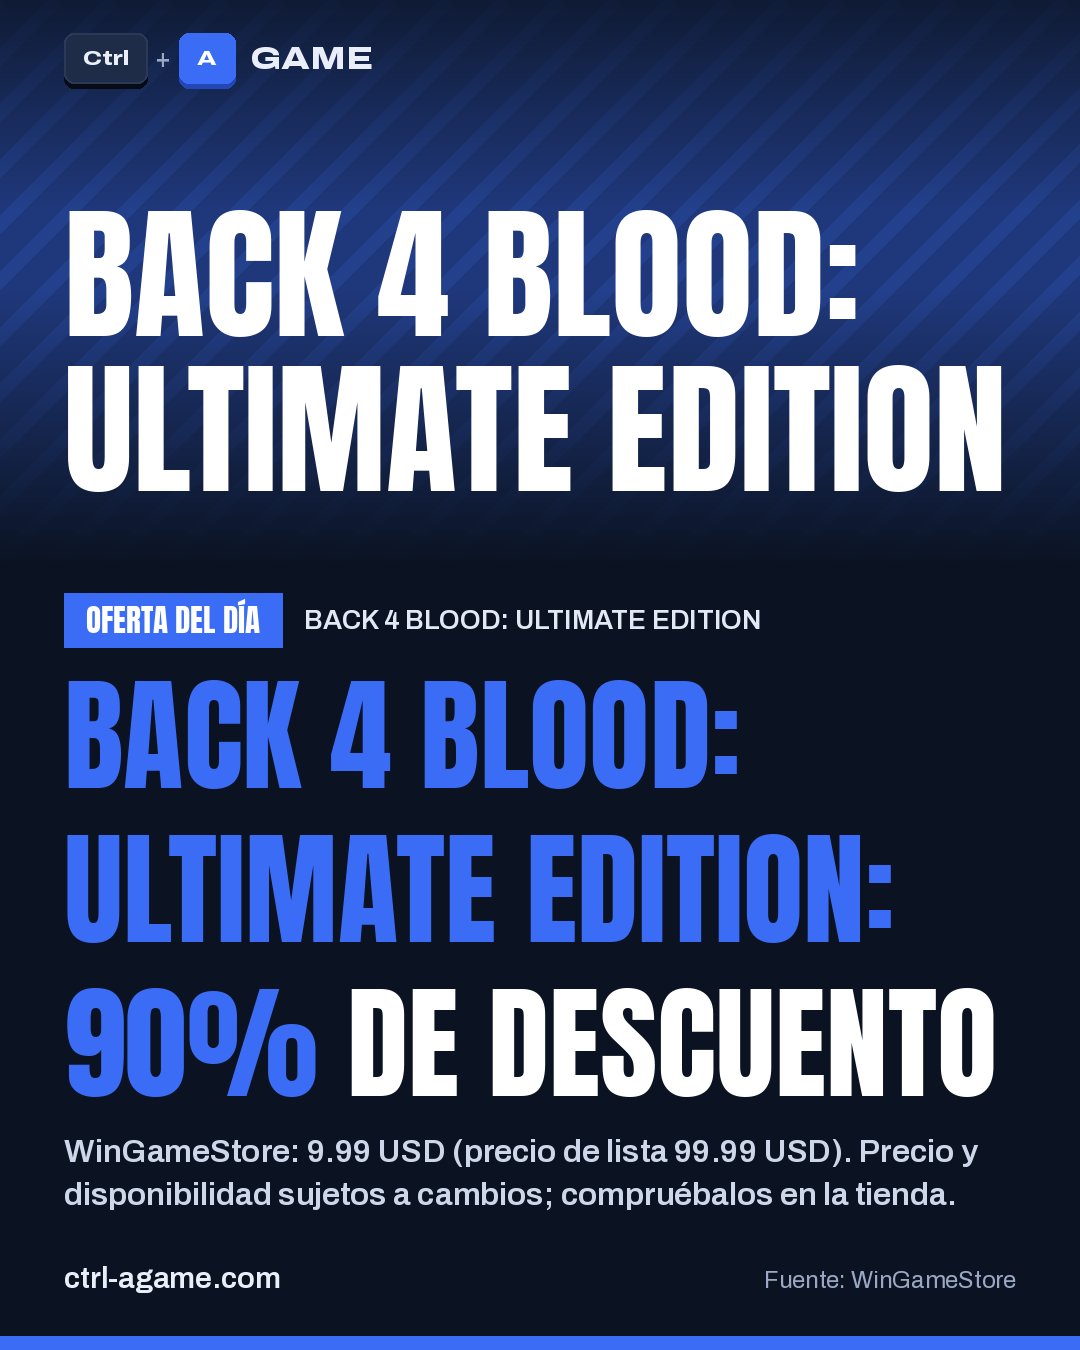 Ctrl + A GAME
BACK 4 BLOOD:
ULTIMATE EDITION
OFERTA DEL DÍA BACK 4 BLOOD: ULTIMATE EDITION
BACK 4 BLOOD:
ULTIMATE EDITION:
90% DE DESCUENTO
WinGameStore: 9.99 USD (precio de lista 99.99 USD). Precio y
disponibilidad sujetos a cambios; compruébalos en la tienda.
ctrl-agame.com Fuente: WinGameStore